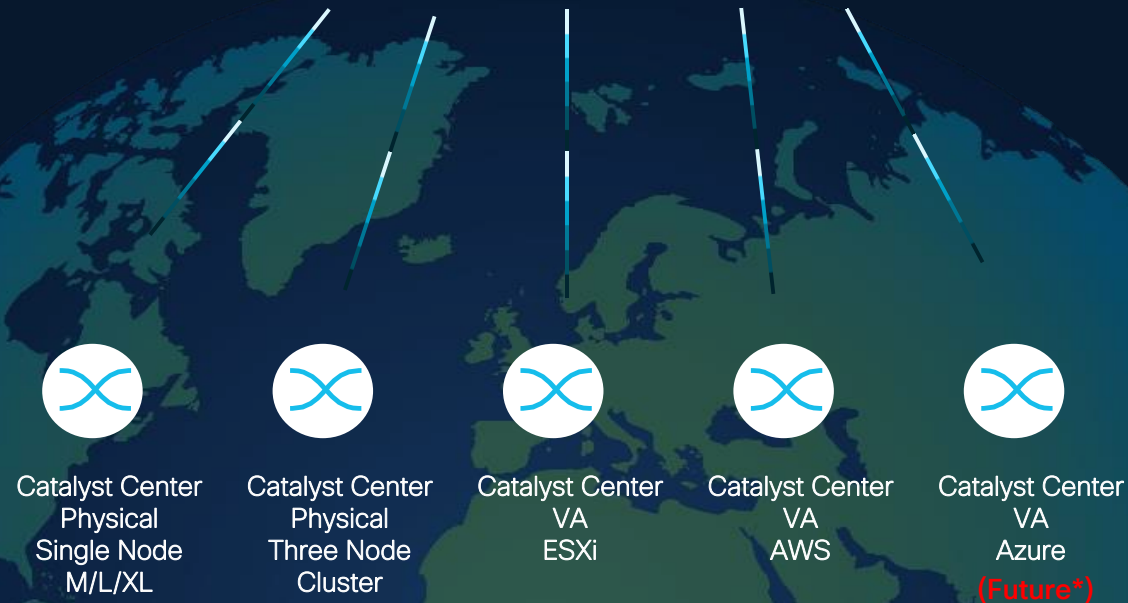 Catalyst Center
Physical
Single Node
M/L/XL
Catalyst Center
Physical
Three Node
Cluster
Catalyst Center
VA
ESXi
Catalyst Center
VA
AWS
Catalyst Center
VA
Azure
(Future*)